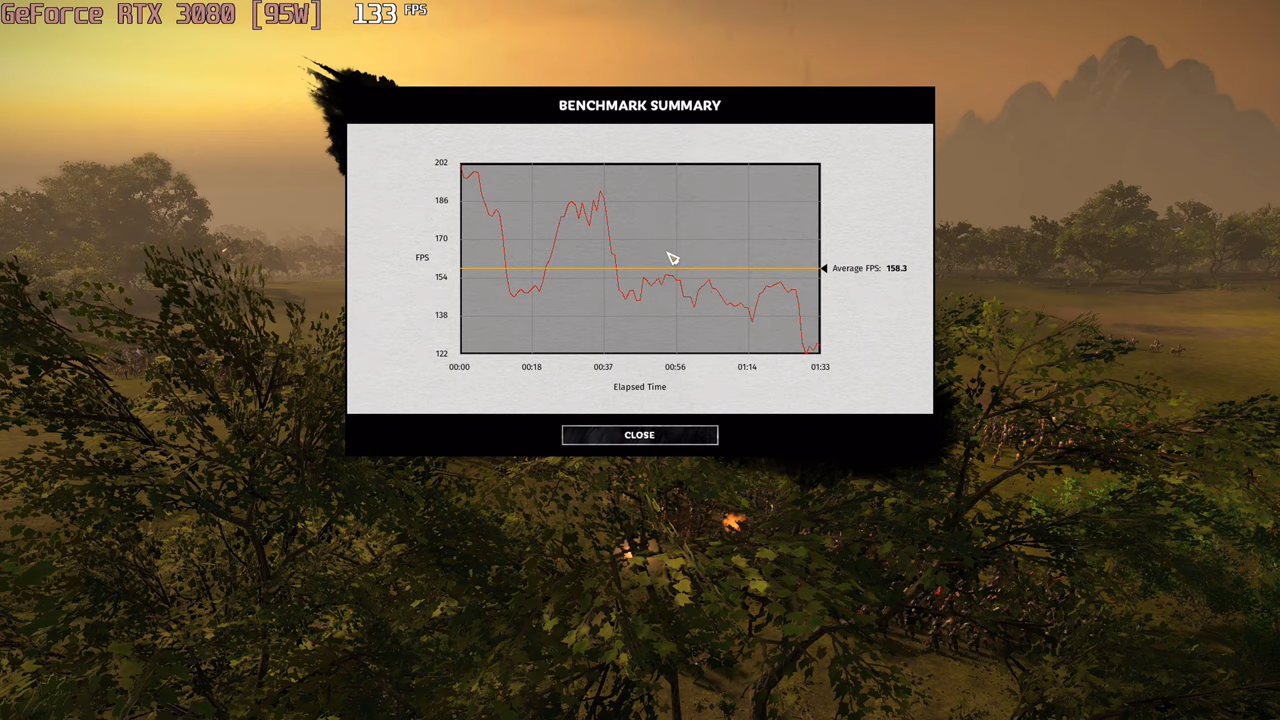 GeForce RTX 3080 [95W] 133 FPS
BENCHMARK SUMMARY
202
186
170
FPS
154
138
122
Average FPS: 158.3
00:00 00:18 00:37 00:56 01:14 01:33
Elapsed Time
CLOSE